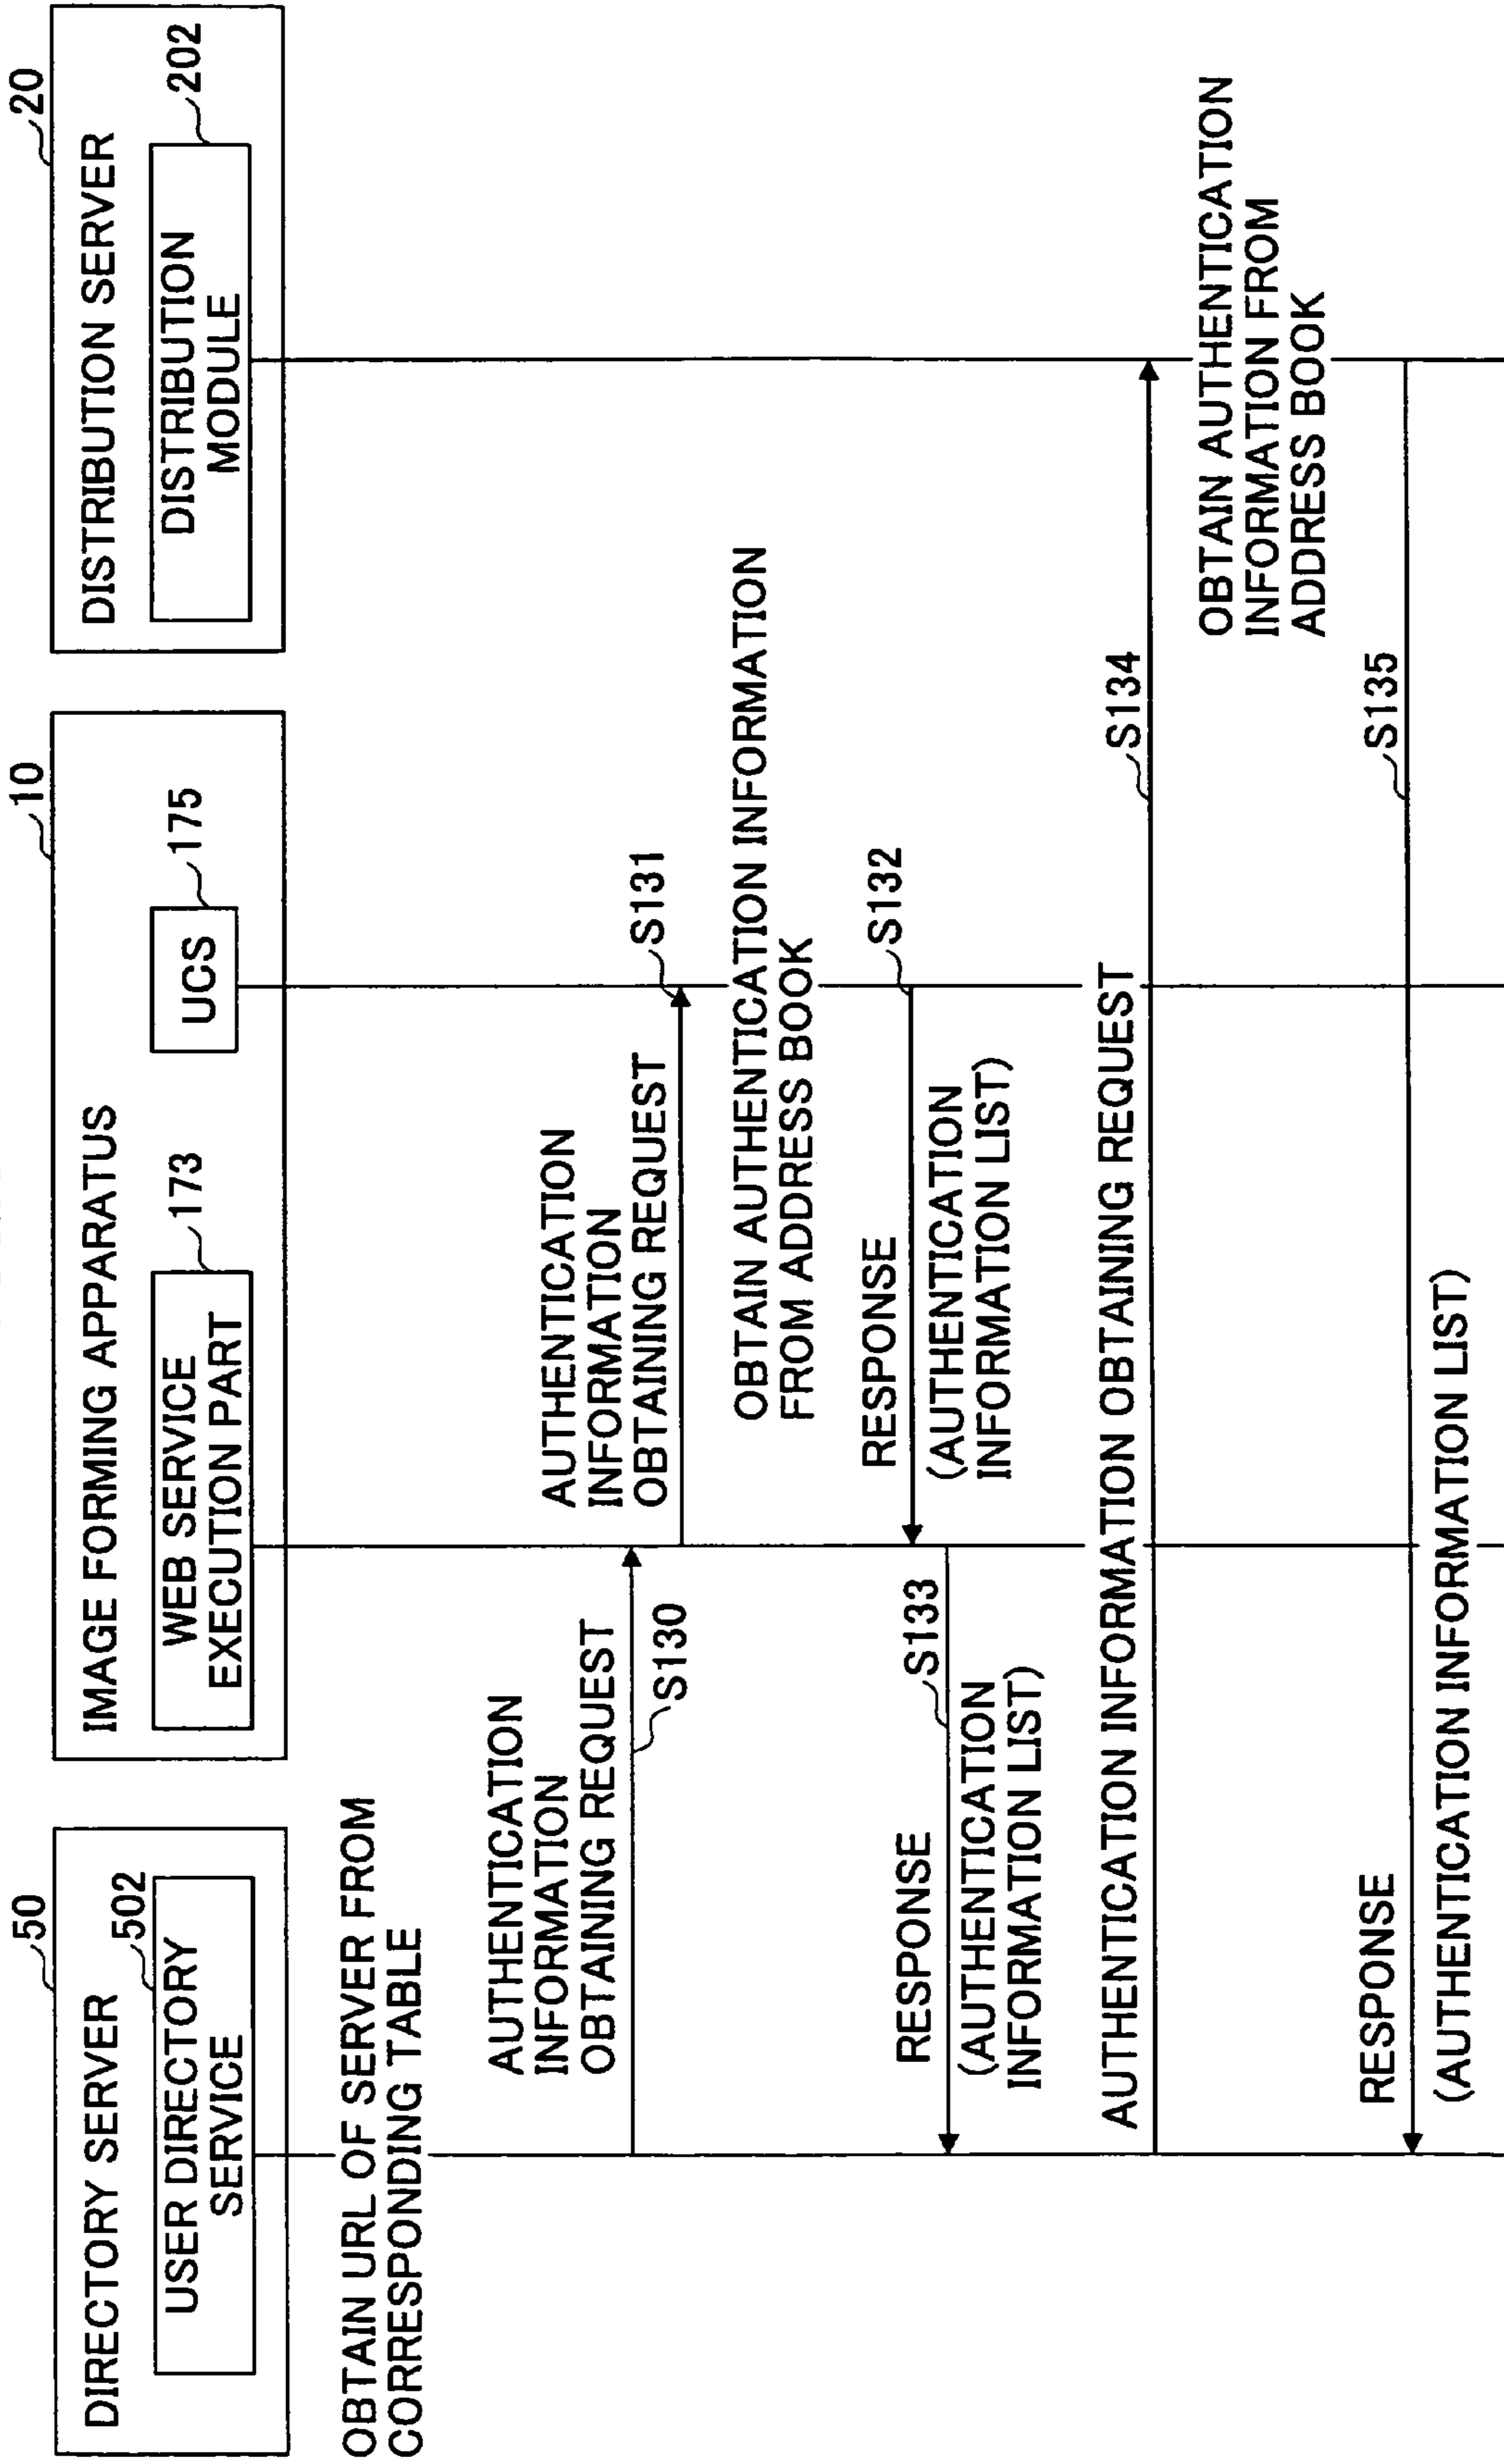 DIRECTORY SERVER
50
USER DIRECTORY
SERVICE
502
IMAGE FORMING APPARATUS
10
WEB SERVICE
EXECUTION PART
173
UCS
175
DISTRIBUTION SERVER
20
DISTRIBUTION
MODULE
202
OBTAIN URL OF SERVER FROM
CORRESPONDING TABLE
AUTHENTICATION
INFORMATION
OBTAINING REQUEST
S130
AUTHENTICATION
INFORMATION
OBTAINING REQUEST
S131
OBTAIN AUTHENTICATION INFORMATION
FROM ADDRESS BOOK
RESPONSE
S132
(AUTHENTICATION
INFORMATION LIST)
RESPONSE
S133
(AUTHENTICATION
INFORMATION LIST)
AUTHENTICATION INFORMATION OBTAINING REQUEST
S134
OBTAIN AUTHENTICATION
INFORMATION FROM
ADDRESS BOOK
RESPONSE
S135
(AUTHENTICATION INFORMATION LIST)